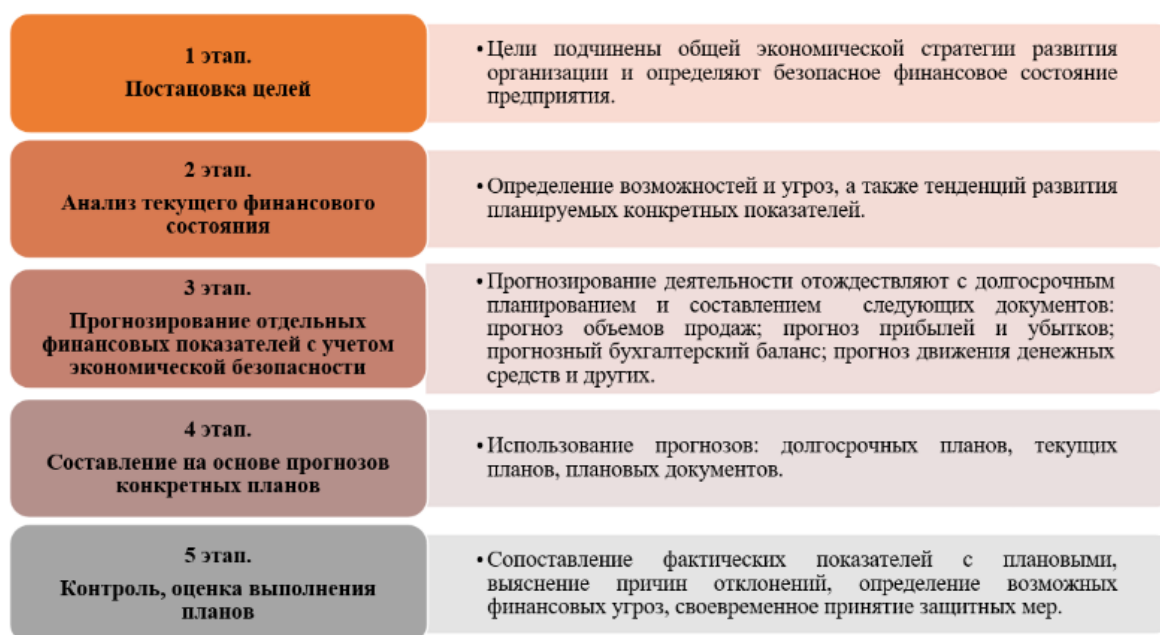 1 этап.
Постановка целей
•Цели подчинены общей экономической стратегии развития
организации и определяют безопасное финансовое состояние
предприятия.
2 этап.
Анализ текущего финансового
состояния
•Определение возможностей и угроз, а также тенденций развития
планируемых конкретных показателей.
3 этап.
Прогнозирование отдельных
финансовых показателей с учетом
экономической безопасности
•Прогнозирование деятельности отождествляют с долгосрочным
планированием и составлением следующих документов:
прогноз объемов продаж; прогноз прибылей и убытков;
прогнозный бухгалтерский баланс; прогноз движения денежных
средств и других.
4 этап.
Составление на основе прогнозов
конкретных планов
•Использование прогнозов: долгосрочных планов, текущих
планов, плановых документов.
5 этап.
Контроль, оценка выполнения
планов
•Сопоставление фактических показателей с плановыми,
выяснение причин отклонений, определение возможных
финансовых угроз, своевременное принятие защитных мер.